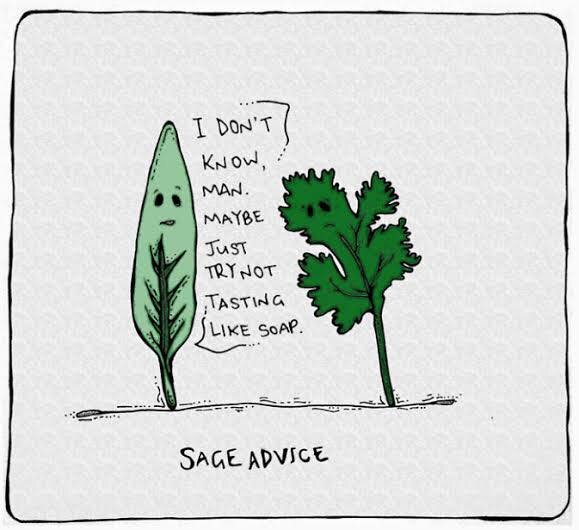 I DON'T
KNOW,
MAN.
MAYBE
JUST
TRY NOT
TASTING
LIKE SOAP.
SAGE ADVICE